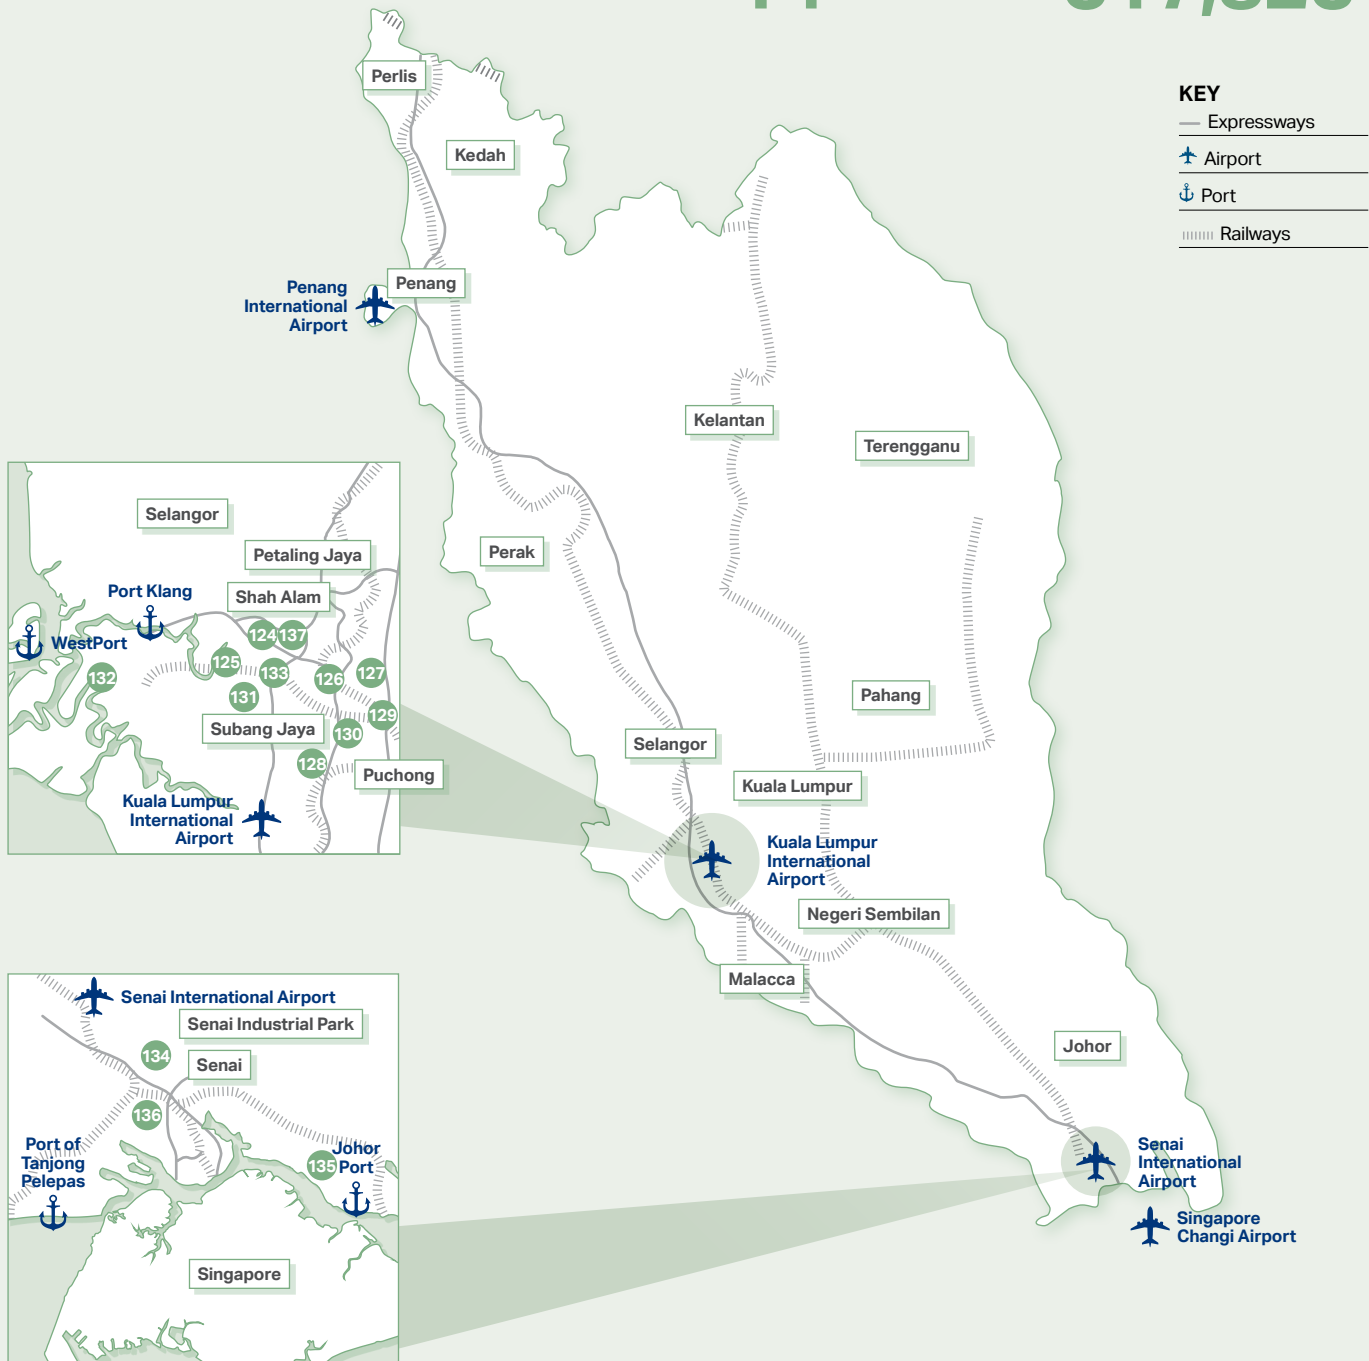 KEY
Expressways
Airport
Port
Railways
Perlis
Kedah
Penang
International
Airport
Penang
Kelantan
Terengganu
Perak
Pahang
Selangor
Kuala Lumpur
Kuala Lumpur
International
Airport
Negeri Sembilan
Malacca
Johor
Senai
International
Airport
Singapore
Changi Airport
Selangor
Petaling Jaya
Port Klang
Shah Alam
WestPort
124
137
125
132
133
126
127
131
129
Subang Jaya
130
128
Puchong
Kuala Lumpur
International
Airport
Senai International Airport
Senai Industrial Park
134
Senai
136
Port of
Tanjong
Pelepas
135
Johor
Port
Singapore